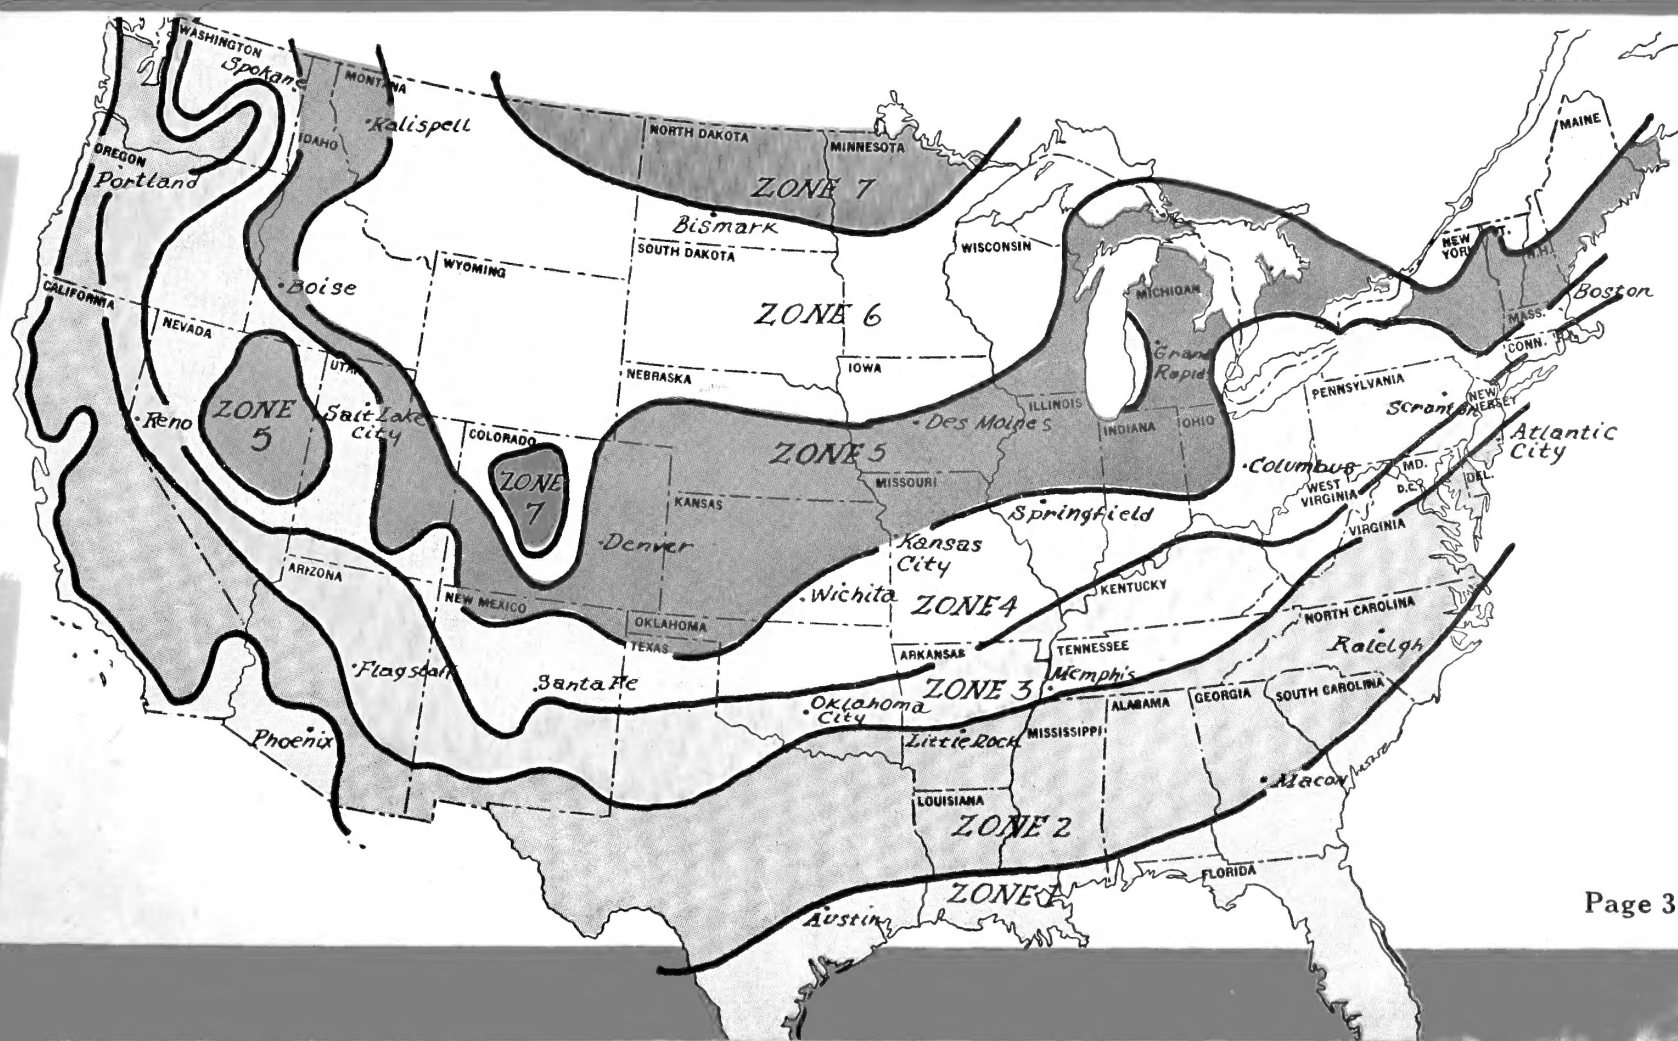 WASHINGTON
Spokane
MONTANA
Kalispell
IDAHO
OREGON
Portland
NORTH DAKOTA
MINNESOTA
ZONE 7
Bismark
SOUTH DAKOTA
WISCONSIN
MAINE
NEW
YORK
N.H.
WYOMING
Boise
CALIFORNIA
NEVADA
ZONE 6
MICHIGAN
Boston
MASS.
CONN.
UTAH
NEBRASKA
IOWA
Grand
Rapids
PENNSYLVANIA
Scranton
NEW
JERSEY
Reno
ZONE
5
Salt Lake
City
COLORADO
ZONE
7
ZONE 5
Des Moines
ILLINOIS
INDIANA
OHIO
Atlantic
City
Columbus
MD.
D.C.
DEL.
WEST
VIRGINIA
VIRGINIA
MISSOURI
KANSAS
Springfield
Denver
Kansas
City
ARIZONA
NEW MEXICO
Wichita
ZONE 4
KENTUCKY
OKLAHOMA
TEXAS
NORTH CAROLINA
Raleigh
ARKANSAS
TENNESSEE
Flagstaff
Santa Fe
ZONE 3
Memphis
Oklahoma
City
ALABAMA
GEORGIA
SOUTH CAROLINA
Phoenix
Little Rock
MISSISSIPPI
Macon
LOUISIANA
ZONE 2
FLORIDA
ZONE 1
Austin
Page 3